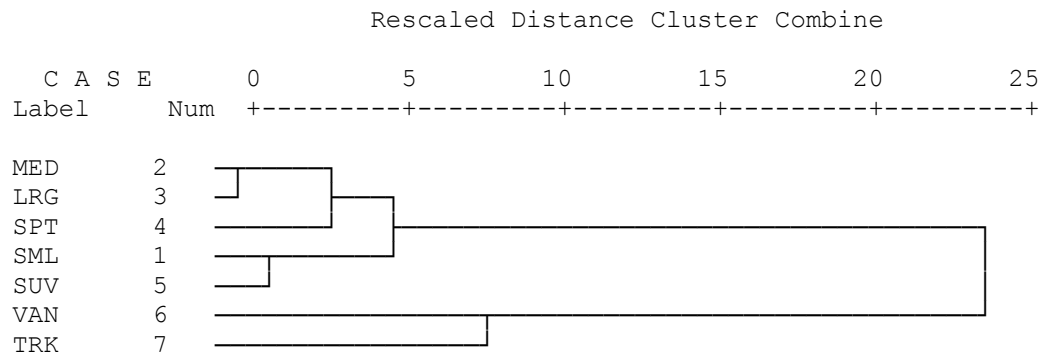 Rescaled Distance Cluster Combine
C A S E 0 5 10 15 20 25
Label Num +---------+---------+---------+---------+---------+
MED 2
LRG 3
SPT 4
SML 1
SUV 5
VAN 6
TRK 7